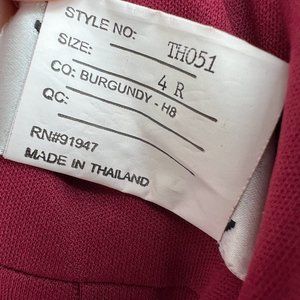 STYLE NO: TH051
SIZE: 4 R
CO: BURGUNDY - H8
QC:
RN#91947
MADE IN THAILAND